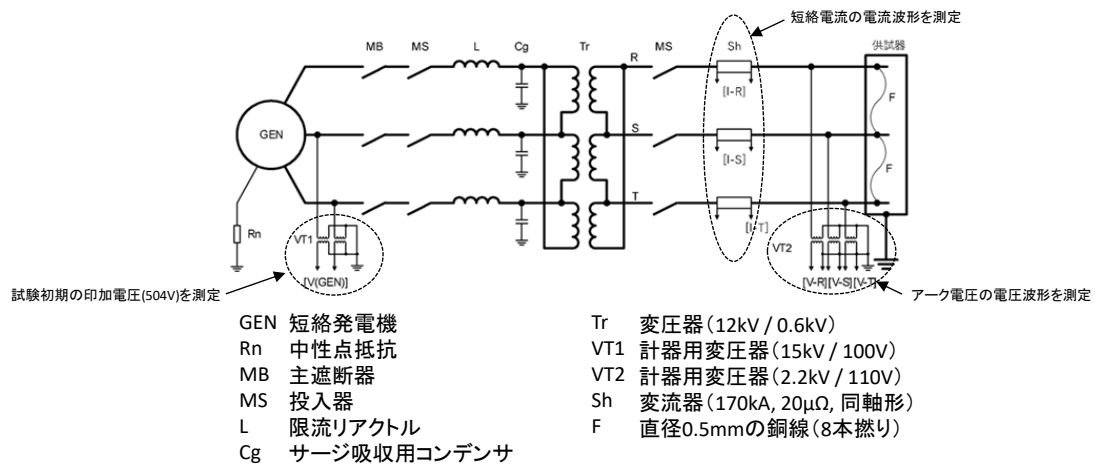 短絡電流の電流波形を測定
MB MS L Cg Tr MS Sh 供試器
R
[I-R]
F
GEN
S
[I-S]
F
T
[I-T]
Rn
VT1
VT2
[V(GEN)]
[V-R][V-S][V-T]
試験初期の印加電圧(504V)を測定
アーク電圧の電圧波形を測定
GEN 短絡発電機
Rn 中性点抵抗
MB 主遮断器
MS 投入器
L 限流リアクトル
Cg サージ吸収用コンデンサ
Tr 変圧器(12kV / 0.6kV)
VT1 計器用変圧器(15kV / 100V)
VT2 計器用変圧器(2.2kV / 110V)
Sh 変流器(170kA, 20μΩ, 同軸形)
F 直径0.5mmの銅線(8本撚り)